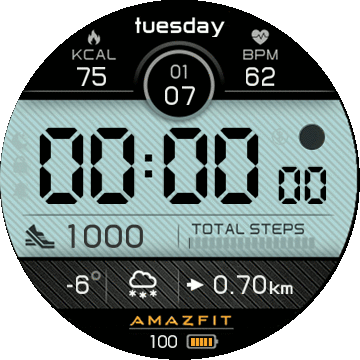 tuesday
KCAL
75
01
07
BPM
62
00:00 00
1000
TOTAL STEPS
-6°
0.70km
AMAZFIT
100